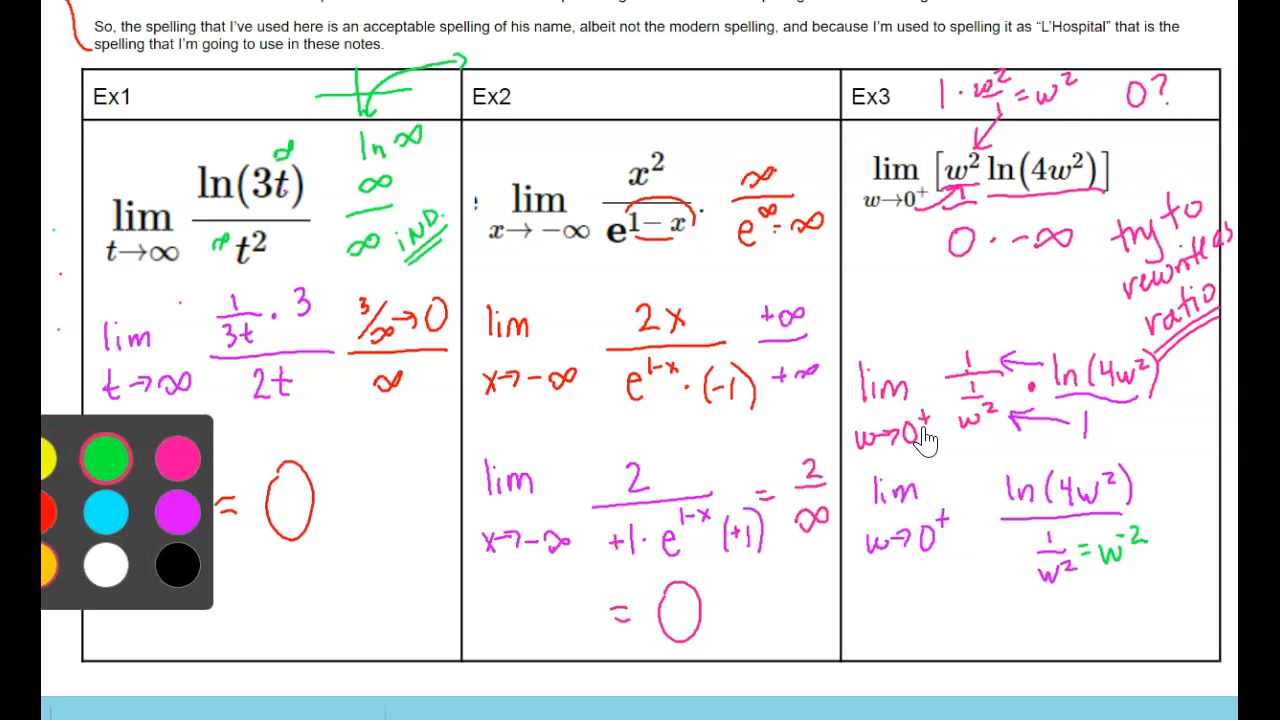 So, the spelling that I've used here is an acceptable spelling of his name, albeit not the modern spelling, and because I'm used to spelling it as “L'Hospital” that is the
spelling that I'm going to use in these notes.
Ex1
ln ∞
∞
∞
lim t→∞ ln(3t) / t²
∞
∞
∞ IND.
lim t→∞ 1/3t · 3 / 2t
3/∞ → 0
∞
= 0
Ex2
lim x→ −∞ x² / e^(1− x).
∞
e^∞ = ∞
lim x→ −∞ 2x / e^(1−x) · (−1)
+∞
+∞
lim x→ −∞ 2 / +1 · e^(1−x) (+1) = 2/∞
= 0
Ex3
1 · w²/1 = w² 0?
lim w→0⁺ [w² ln(4w²)]
0 · −∞
try to
rewrite as
ratio
lim w→0⁺ 1 / 1/w² · ln(4w²)
1
lim w→0⁺ ln(4w²) / 1/w² = w⁻²